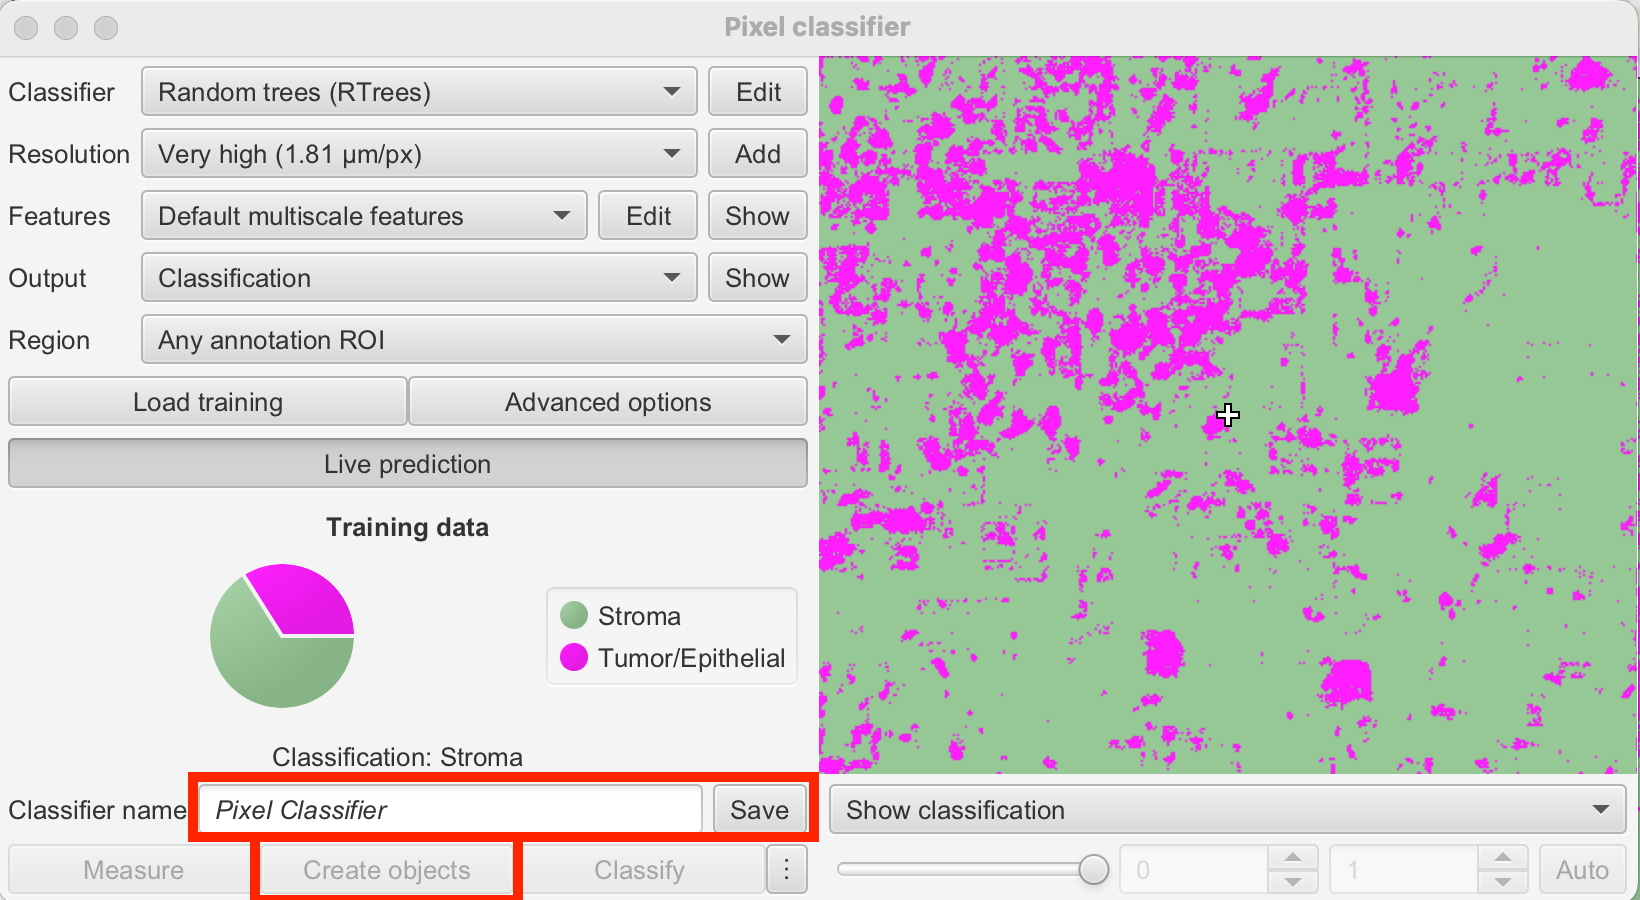 Pixel classifier
Classifier Random trees (RTrees) Edit
Resolution Very high (1.81 µm/px) Add
Features Default multiscale features Edit Show
Output Classification Show
Region Any annotation ROI
Load training Advanced options
Live prediction
Training data
Stroma
Tumor/Epithelial
Classification: Stroma
Classifier name Pixel Classifier Save Show classification
Measure Create objects Classify ⋮ 0 1 Auto